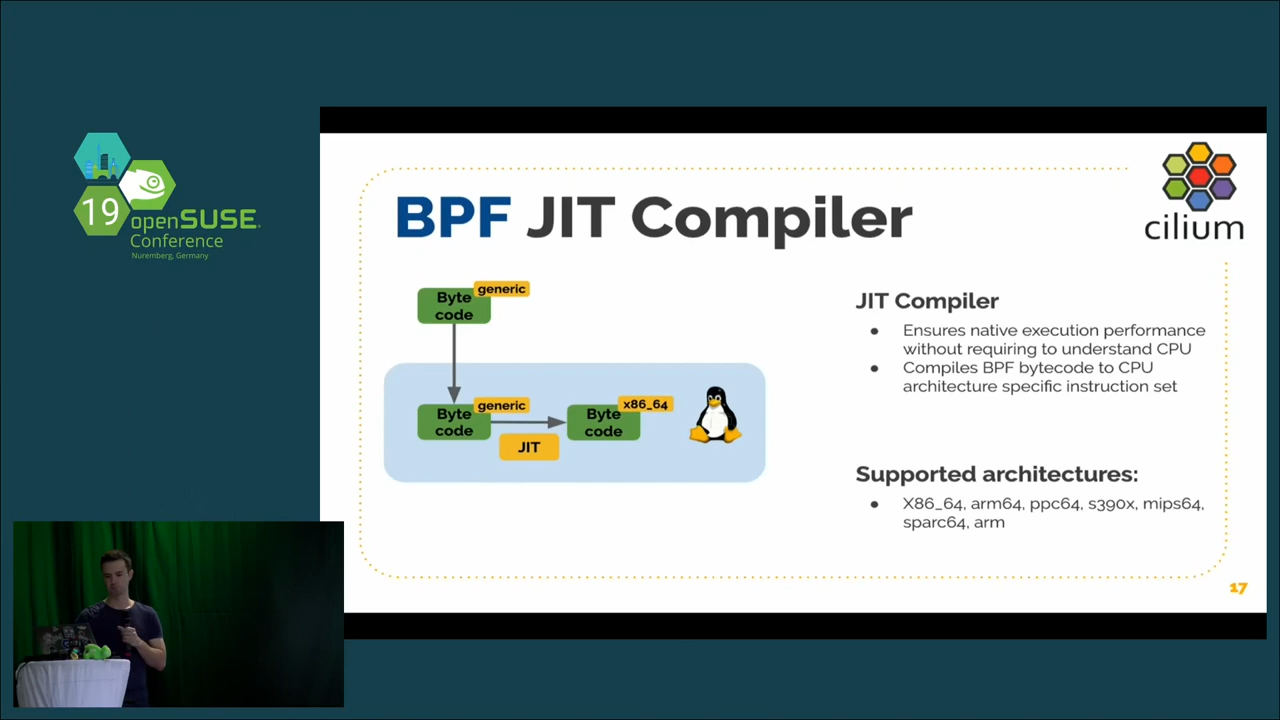 19
openSUSE
Conference
Nuremberg, Germany
BPF JIT Compiler
cilium
Byte
code
generic
Byte
code
generic
JIT
Byte
code
x86_64
JIT Compiler
● Ensures native execution performance
without requiring to understand CPU
● Compiles BPF bytecode to CPU
architecture specific instruction set
Supported architectures:
● X86_64, arm64, ppc64, s390x, mips64,
sparc64, arm
17